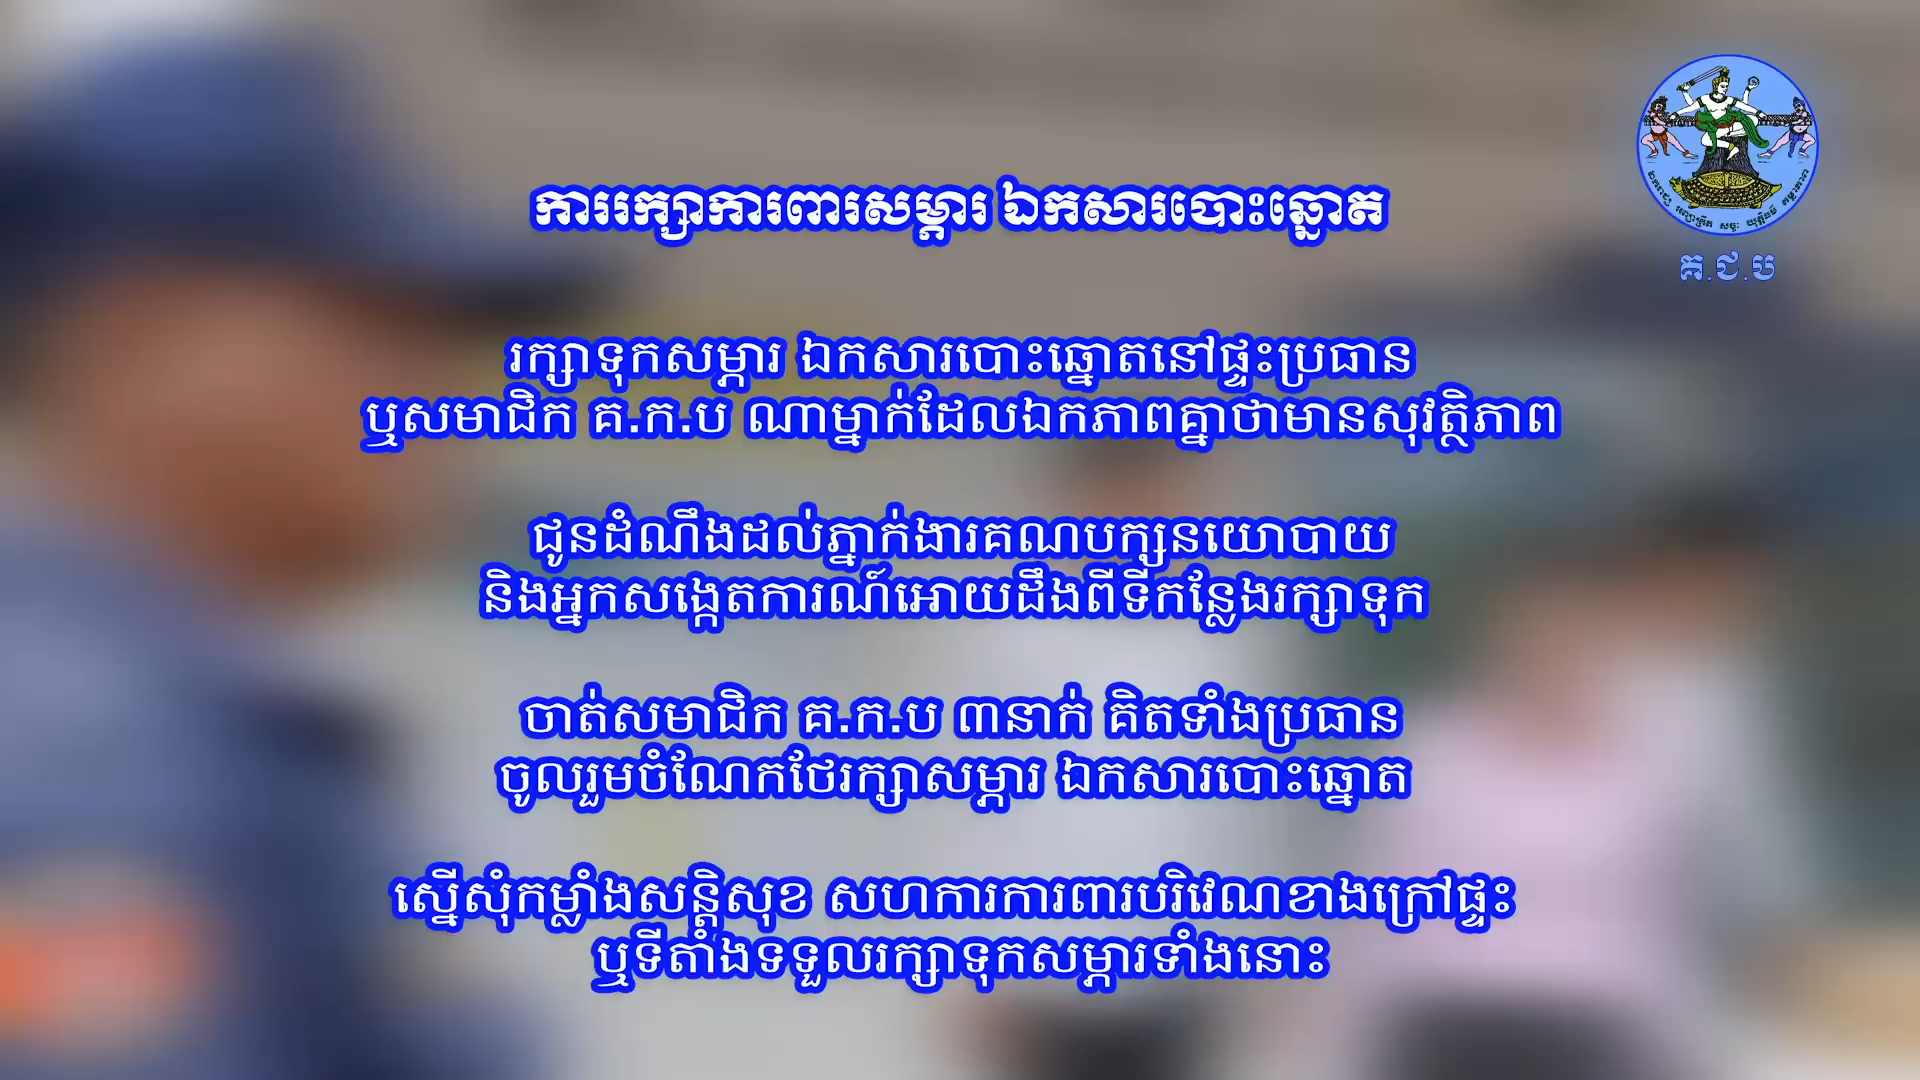 ការរក្សាការពារសម្ភារ ឯកសារបោះឆ្នោត
គ.ជ.ប
រក្សាទុកសម្ភារ ឯកសារបោះឆ្នោតនៅផ្ទះប្រធាន
ឬសមាជិក គ.ក.ប ណាម្នាក់ដែលឯកភាពគ្នាថាមានសុវត្ថិភាព
ជូនដំណឹងដល់ភ្នាក់ងារគណបក្សនយោបាយ
និងអ្នកសង្កេតការណ៍អោយដឹងពីទីកន្លែងរក្សាទុក
ចាត់សមាជិក គ.ក.ប ៣នាក់ គិតទាំងប្រធាន
ចូលរួមចំណែកថែរក្សាសម្ភារ ឯកសារបោះឆ្នោត
ស្នើសុំកម្លាំងសន្តិសុខ សហការការពារបរិវេណខាងក្រៅផ្ទះ
ឬទីតាំងទទួលរក្សាទុកសម្ភារទាំងនោះ